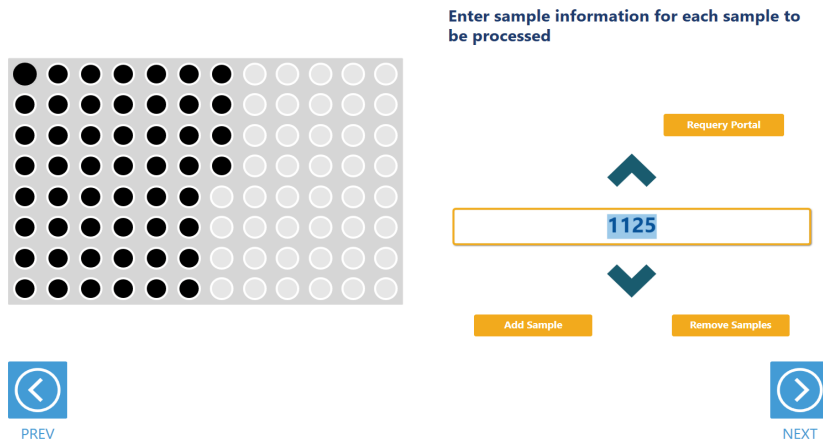 Enter sample information for each sample to
be processed
Requery Portal
1125
Add Sample
Remove Samples
PREV
NEXT